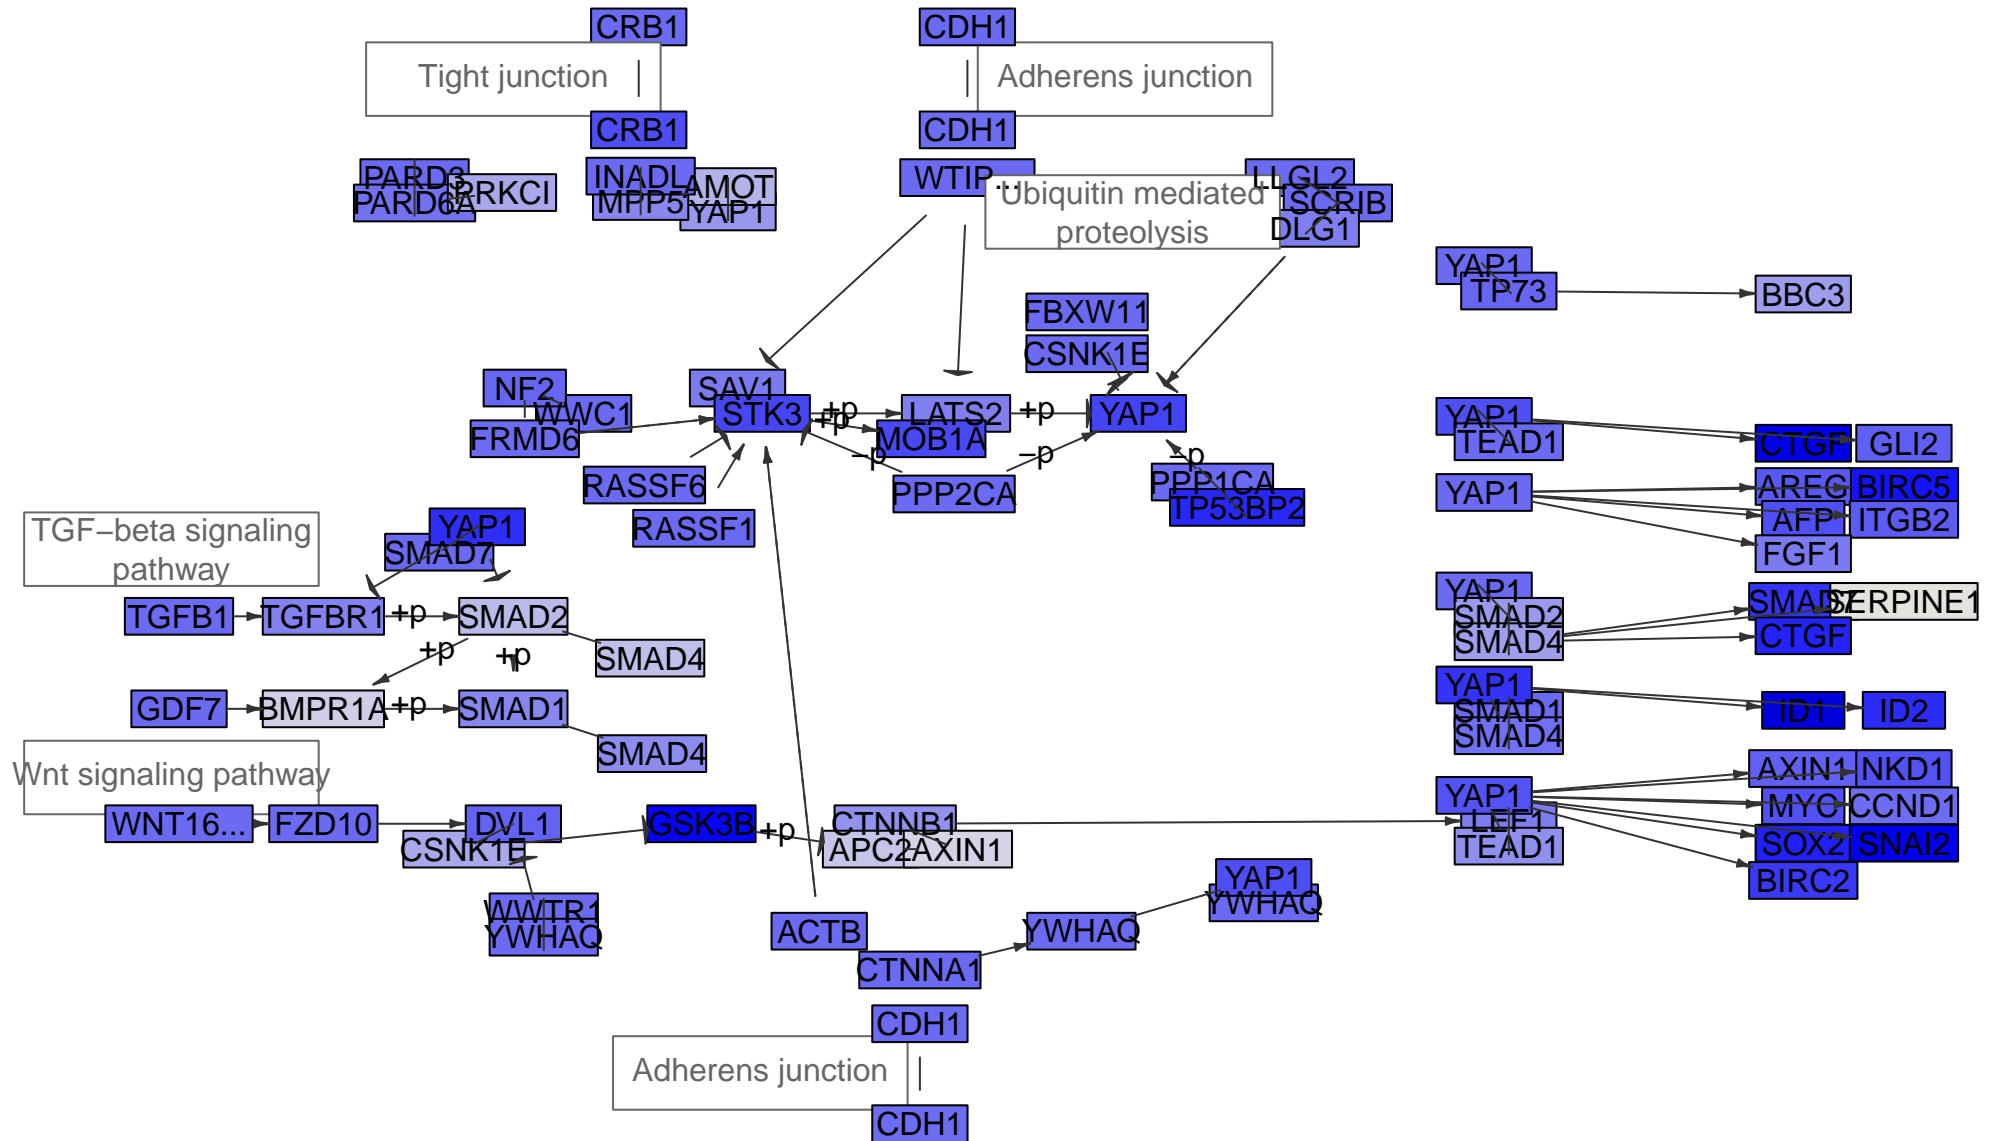 CRB1
CDH1
Tight junction
Adherens junction
CRB1
CDH1
PARD3
PARD6A
PRKCI
INADL
MPP5
AMOT
YAP1
WTIP...
LLGL2
SCRIB
DLG1
Ubiquitin mediated
proteolysis
YAP1
TP73
BBC3
FBXW11
CSNK1E
NF2
WWC1
FRMD6
SAV1
STK3
+p
+p
LATS2
MOB1A
+p
YAP1
−p
−p
−p
RASSF6
RASSF1
PPP2CA
PPP1CA
TP53BP2
YAP1
TEAD1
CTGF
GLI2
YAP1
AREG
BIRC5
AFP
ITGB2
FGF1
TGF−beta signaling
pathway
YAP1
SMAD7
TGFB1
TGFBR1
+p
SMAD2
SMAD4
+p
+p
GDF7
BMPR1A
+p
SMAD1
SMAD4
YAP1
SMAD2
SMAD4
SMAD7
SERPINE1
CTGF
YAP1
SMAD1
SMAD4
ID1
ID2
Wnt signaling pathway
WNT16...
FZD10
DVL1
CSNK1E
GSK3B
+p
CTNNB1
APC2
AXIN1
YAP1
LEF1
TEAD1
AXIN1
NKD1
MYC
CCND1
SOX2
SNAI2
BIRC2
WWTR1
YWHAQ
ACTB
CTNNA1
YWHAQ
YAP1
YWHAQ
CDH1
Adherens junction
CDH1